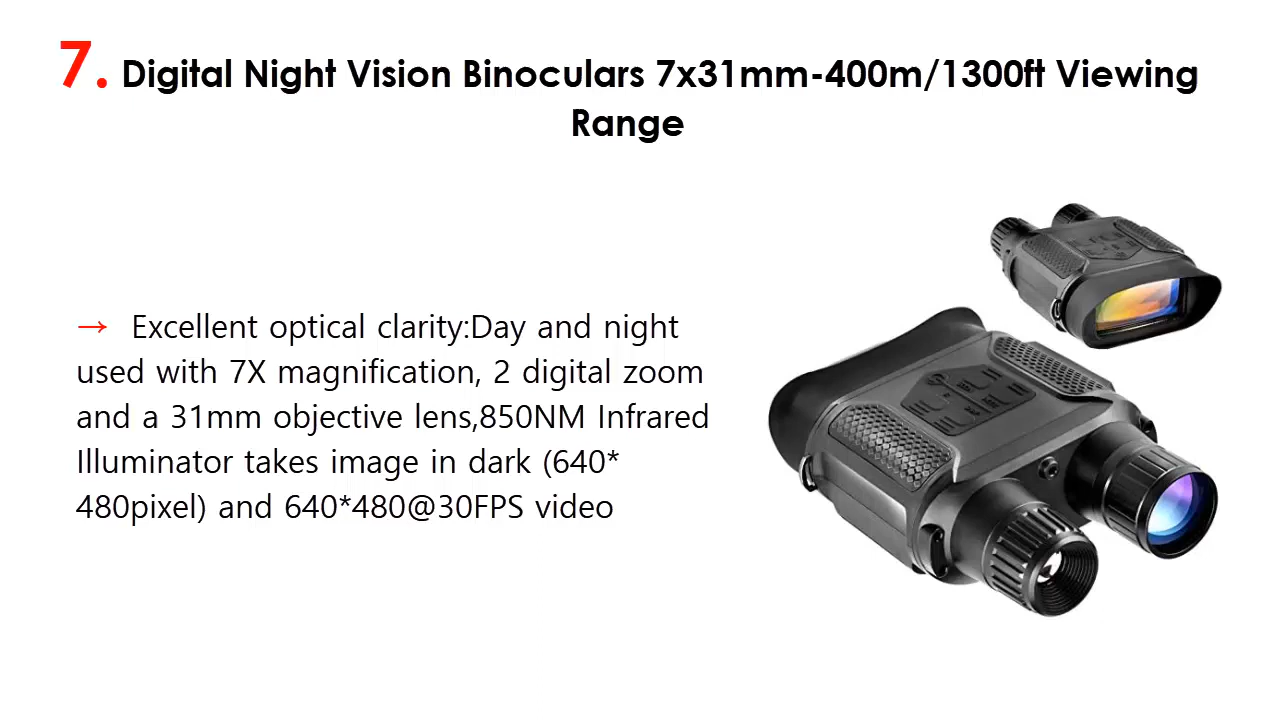 7. Digital Night Vision Binoculars 7x31mm-400m/1300ft Viewing
Range
→ Excellent optical clarity:Day and night
used with 7X magnification, 2 digital zoom
and a 31mm objective lens,850NM Infrared
Illuminator takes image in dark (640*
480pixel) and 640*480@30FPS video